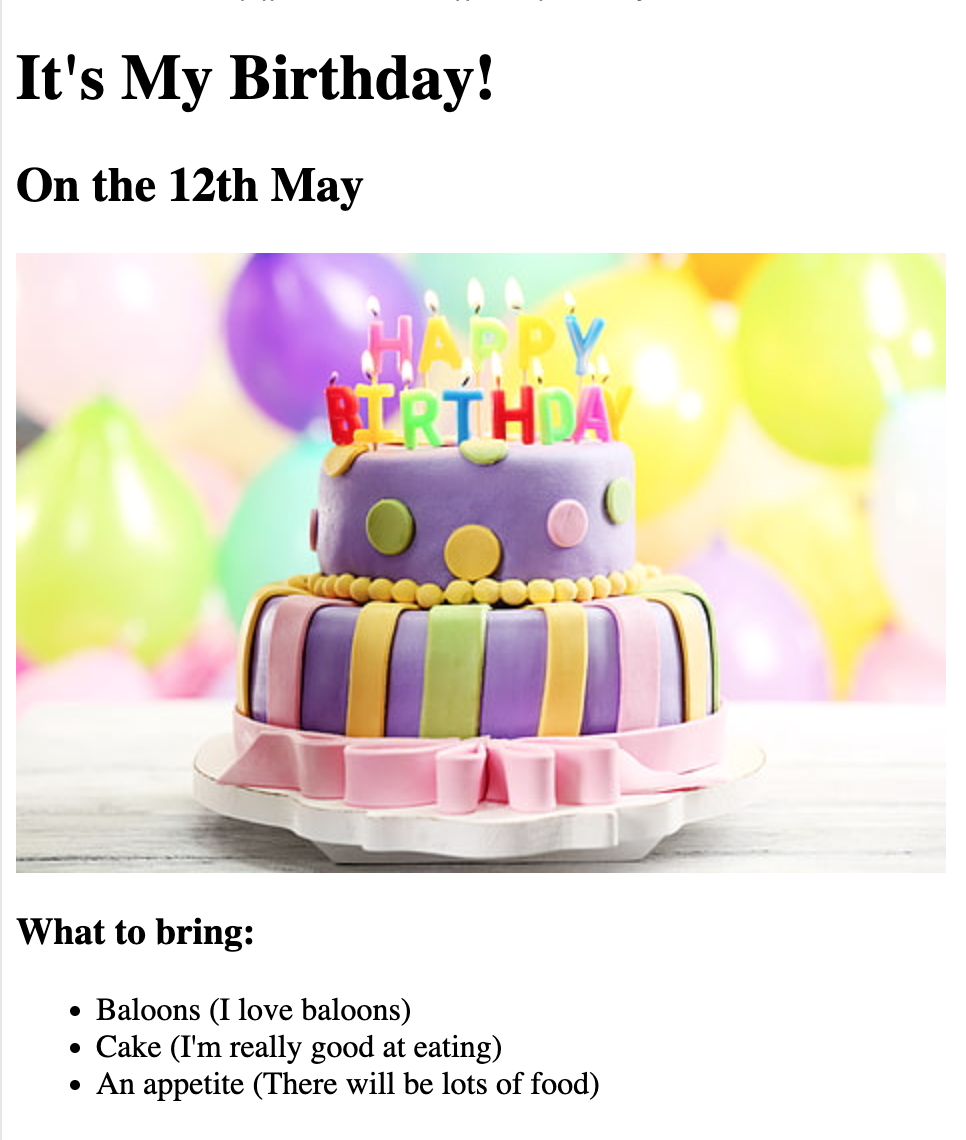 It's My Birthday!
On the 12th May
HAPPY
BIRTHDAY
What to bring:
Baloons (I love baloons)
Cake (I'm really good at eating)
An appetite (There will be lots of food)